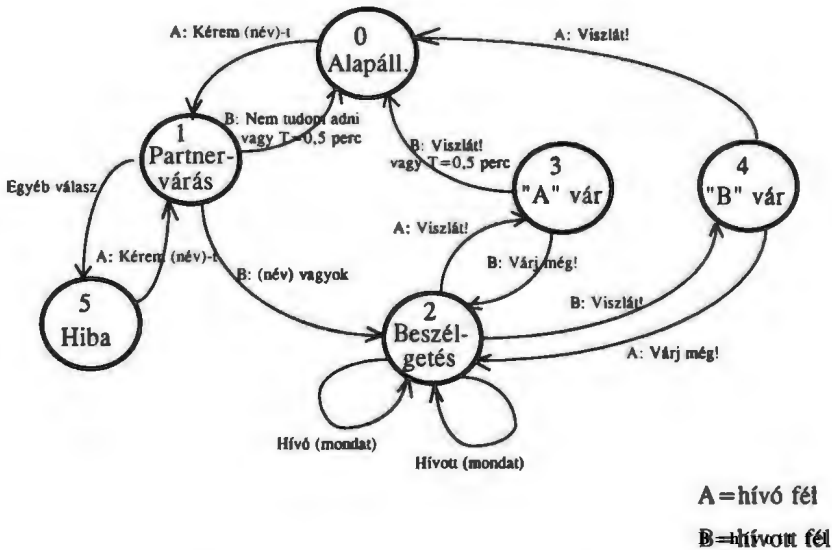 A: Kérem (név)-t
0
Alapáll.
A: Viszlát!
B: Nem tudom adni
vagy T=0,5 perc
1
Partner-
várás
B: Viszlát!
vagy T=0,5 perc
3
"A" vár
4
"B" vár
Egyéb válasz
A: Viszlát!
A: Kérem (név)-t
B: (név) vagyok
B: Várj még!
B: Viszlát!
5
Hiba
2
Beszél-
getés
A: Várj még!
Hívó (mondat)
Hívott (mondat)
A=hívó fél
B=hívott fél